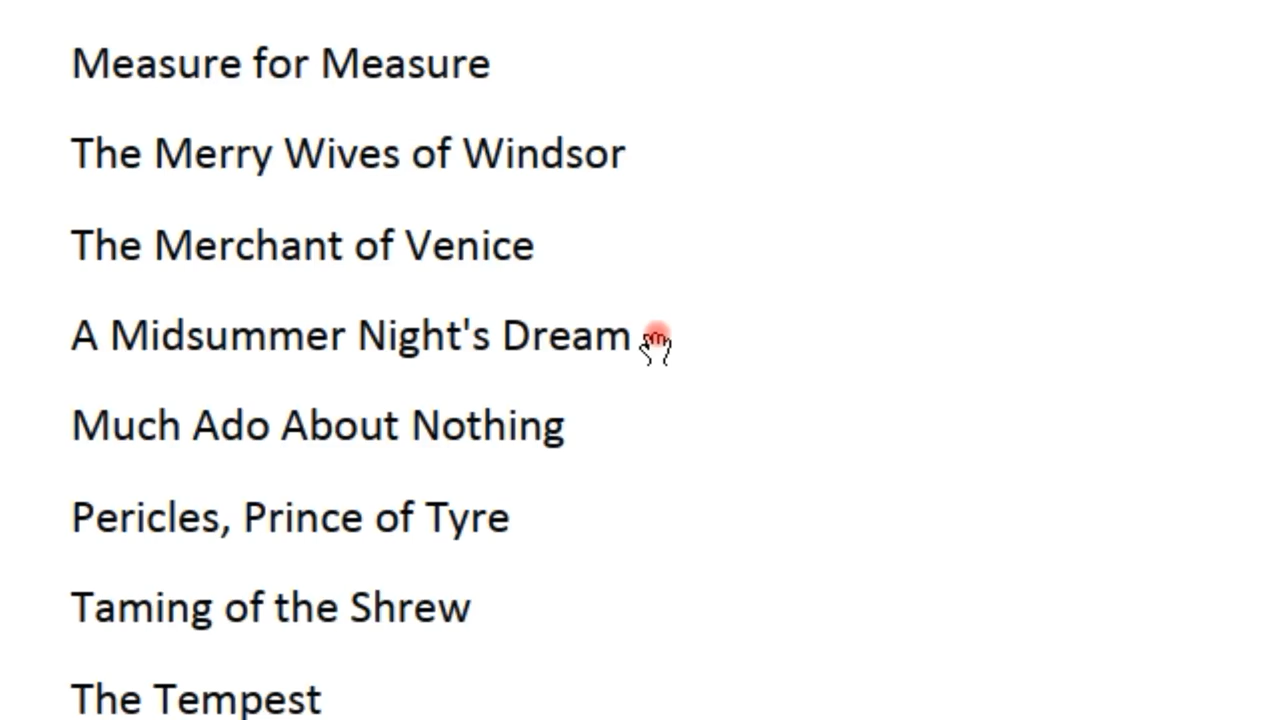 Measure for Measure
The Merry Wives of Windsor
The Merchant of Venice
A Midsummer Night's Dream
Much Ado About Nothing
Pericles, Prince of Tyre
Taming of the Shrew
The Tempest